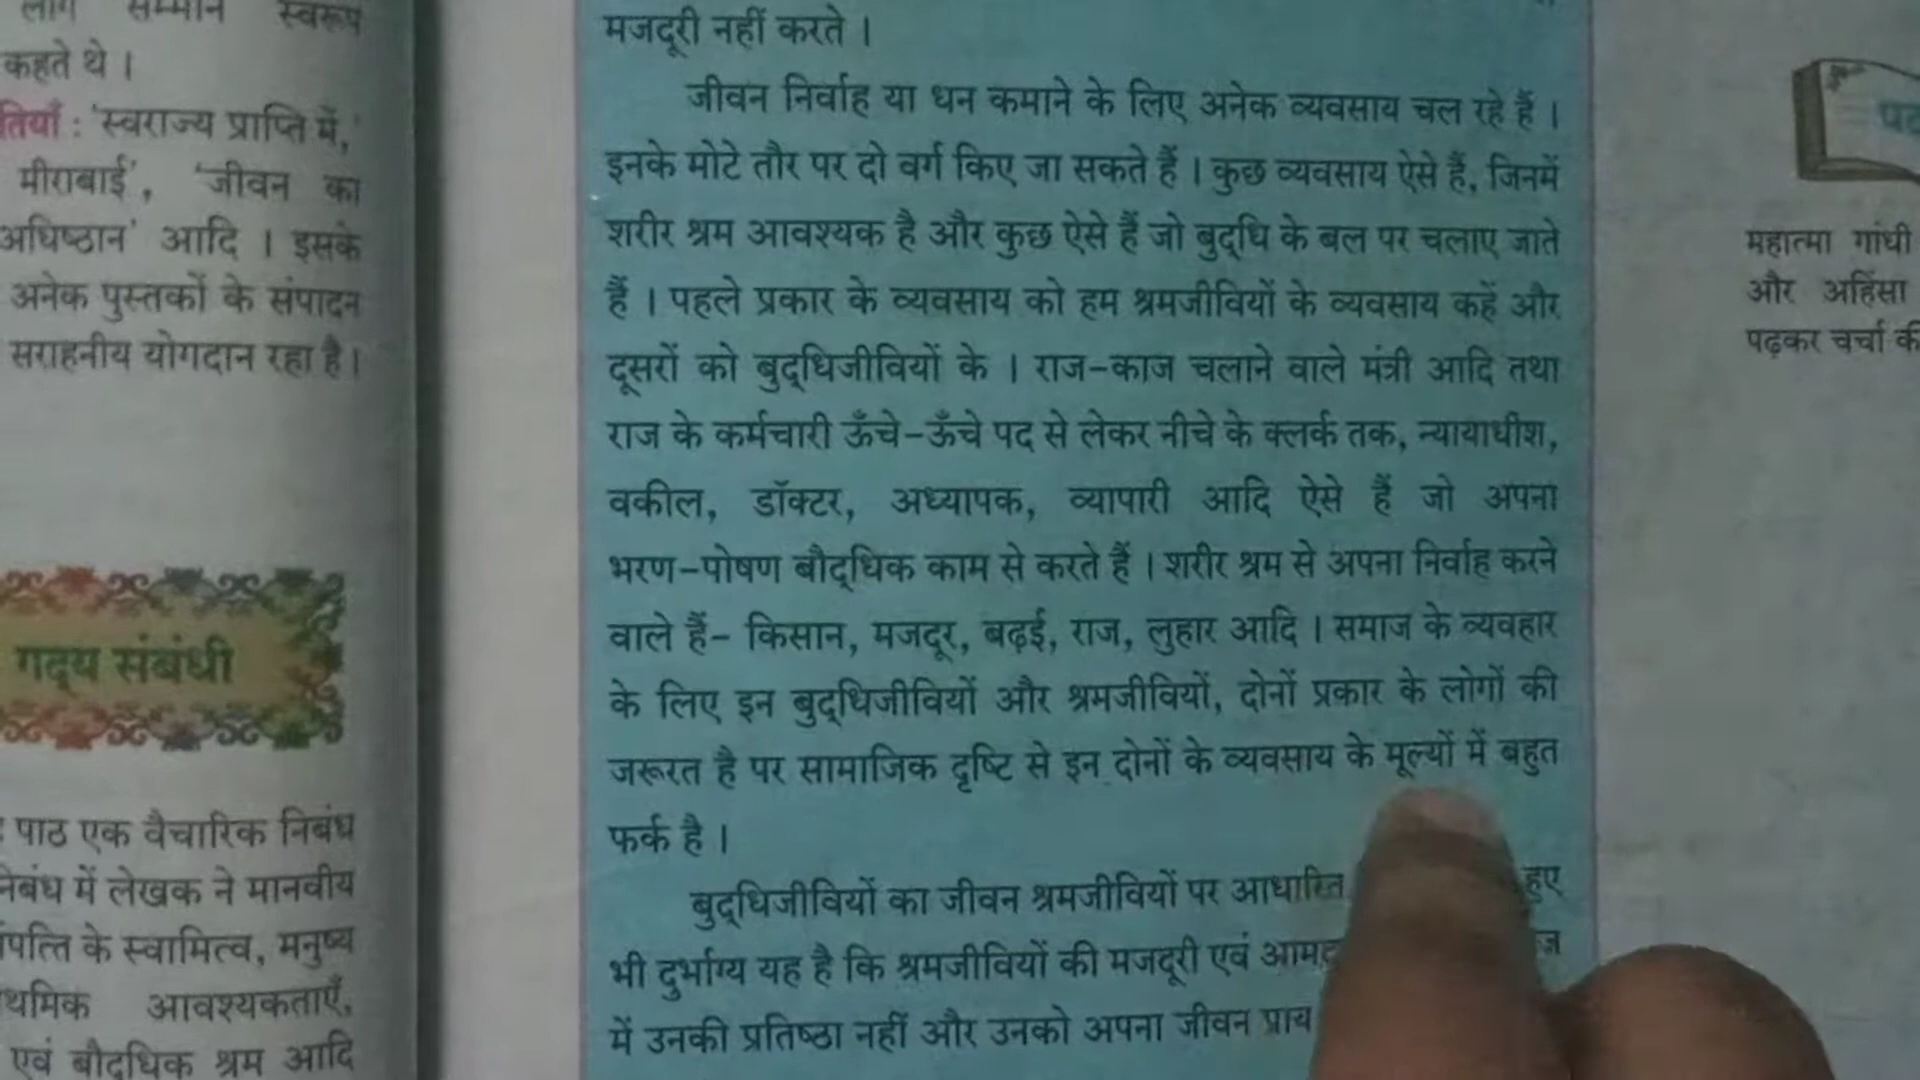 लोग सम्मान स्वरूप
कहते थे ।
तियाँ : 'स्वराज्य प्राप्ति में,'
मीराबाई', 'जीवन का
अधिष्ठान' आदि । इसके
अनेक पुस्तकों के संपादन
सराहनीय योगदान रहा है।
गद्य संबंधी
पाठ एक वैचारिक निबंध
नेबंध में लेखक ने मानवीय
पत्ति के स्वामित्व, मनुष्य
थमिक आवश्यकताएँ,
एवं बौद्धिक श्रम आदि
मजदूरी नहीं करते ।
जीवन निर्वाह या धन कमाने के लिए अनेक व्यवसाय चल रहे हैं ।
इनके मोटे तौर पर दो वर्ग किए जा सकते हैं । कुछ व्यवसाय ऐसे हैं, जिनमें
शरीर श्रम आवश्यक है और कुछ ऐसे हैं जो बुद्धि के बल पर चलाए जाते
हैं । पहले प्रकार के व्यवसाय को हम श्रमजीवियों के व्यवसाय कहें और
दूसरों को बुद्धिजीवियों के । राज-काज चलाने वाले मंत्री आदि तथा
राज के कर्मचारी ऊँचे-ऊँचे पद से लेकर नीचे के क्लर्क तक, न्यायाधीश,
वकील, डॉक्टर, अध्यापक, व्यापारी आदि ऐसे हैं जो अपना
भरण-पोषण बौद्धिक काम से करते हैं । शरीर श्रम से अपना निर्वाह करने
वाले हैं- किसान, मजदूर, बढ़ई, राज, लुहार आदि । समाज के व्यवहार
के लिए इन बुद्धिजीवियों और श्रमजीवियों, दोनों प्रकार के लोगों की
जरूरत है पर सामाजिक दृष्टि से इन दोनों के व्यवसाय के मूल्यों में बहुत
फर्क है ।
बुद्धिजीवियों का जीवन श्रमजीवियों पर आधारित हुए
भी दुर्भाग्य यह है कि श्रमजीवियों की मजदूरी एवं
में उनकी प्रतिष्ठा नहीं और उनको अपना जीवन प्राय
महात्मा गांधी
और अहिंसा
पढ़कर चर्चा की